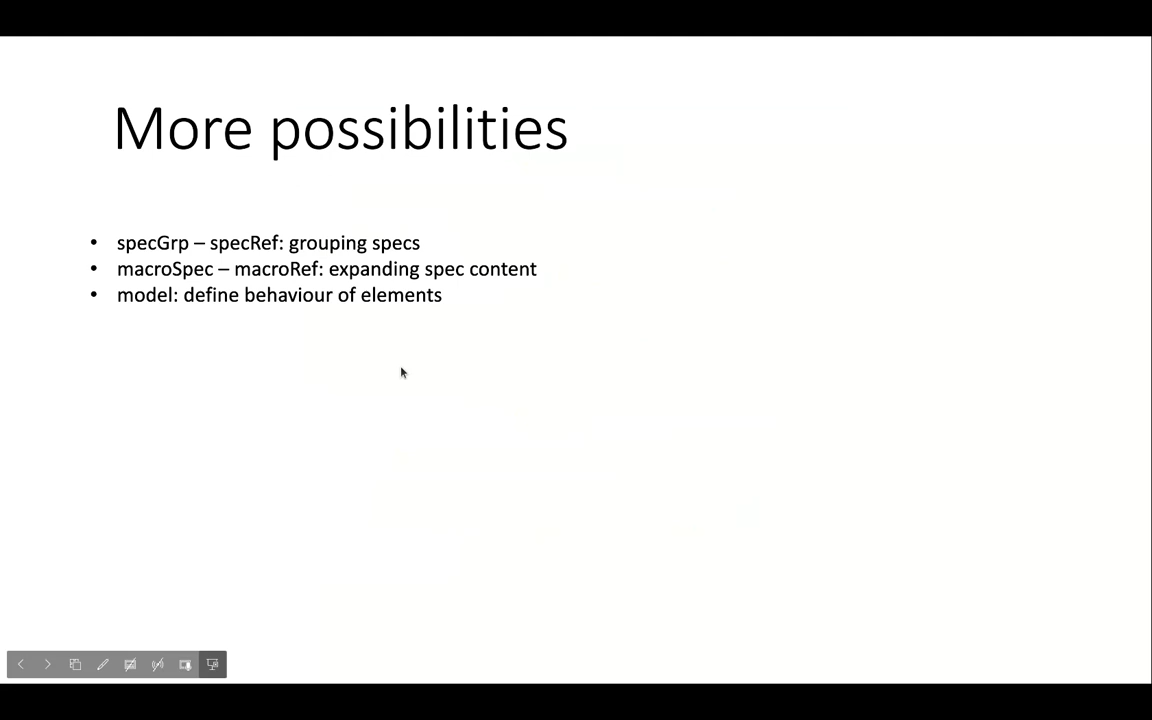 More possibilities
• specGrp – specRef: grouping specs
• macroSpec – macroRef: expanding spec content
• model: define behaviour of elements